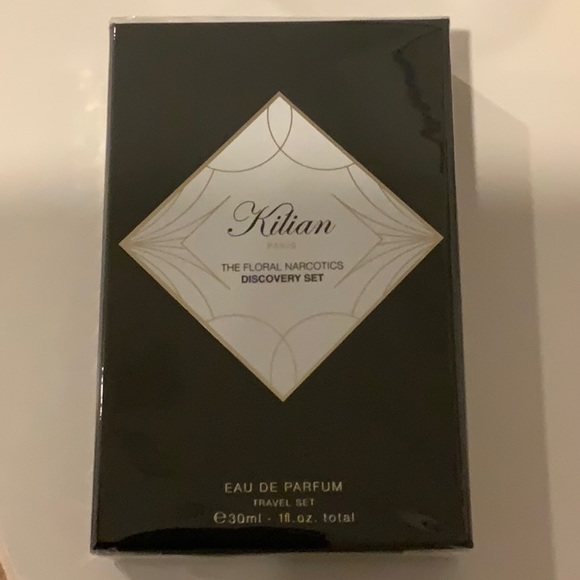 Kilian
PARIS
THE FLORAL NARCOTICS
DISCOVERY SET
EAU DE PARFUM
TRAVEL SET
℮30ml - 1fl.oz. total